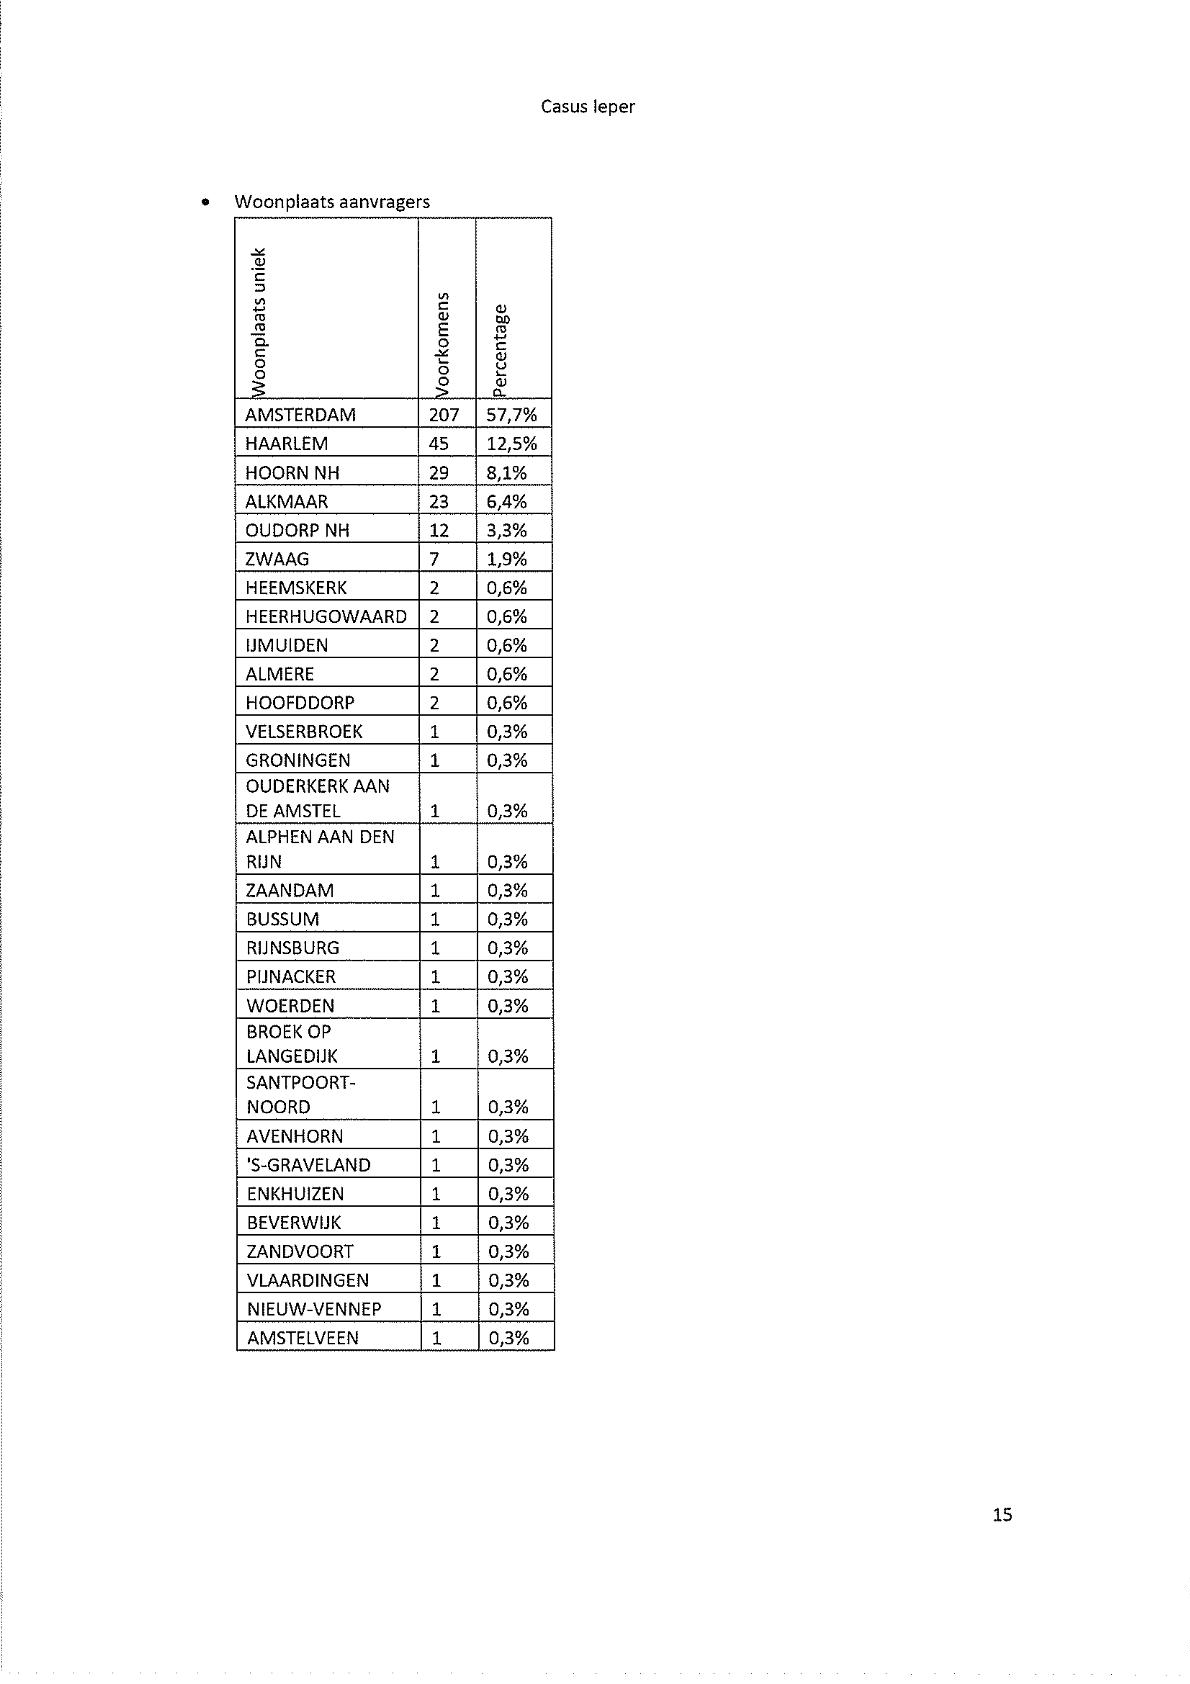 Casus Ieper
• Woonplaats aanvragers
Woonplaats uniek Voorkomens Percentage
AMSTERDAM 207 57,7%
HAARLEM 45 12,5%
HOORN NH 29 8,1%
ALKMAAR 23 6,4%
OUDORP NH 12 3,3%
ZWAAG 7 1,9%
HEEMSKERK 2 0,6%
HEERHUGOWAARD 2 0,6%
IJMUIDEN 2 0,6%
ALMERE 2 0,6%
HOOFDDORP 2 0,6%
VELSERBROEK 1 0,3%
GRONINGEN 1 0,3%
OUDERKERK AAN
DE AMSTEL 1 0,3%
ALPHEN AAN DEN
RIJN 1 0,3%
ZAANDAM 1 0,3%
BUSSUM 1 0,3%
RIJNSBURG 1 0,3%
PIJNACKER 1 0,3%
WOERDEN 1 0,3%
BROEK OP
LANGEDIJK 1 0,3%
SANTPOORT-
NOORD 1 0,3%
AVENHORN 1 0,3%
'S-GRAVELAND 1 0,3%
ENKHUIZEN 1 0,3%
BEVERWIJK 1 0,3%
ZANDVOORT 1 0,3%
VLAARDINGEN 1 0,3%
NIEUW-VENNEP 1 0,3%
AMSTELVEEN 1 0,3%
15